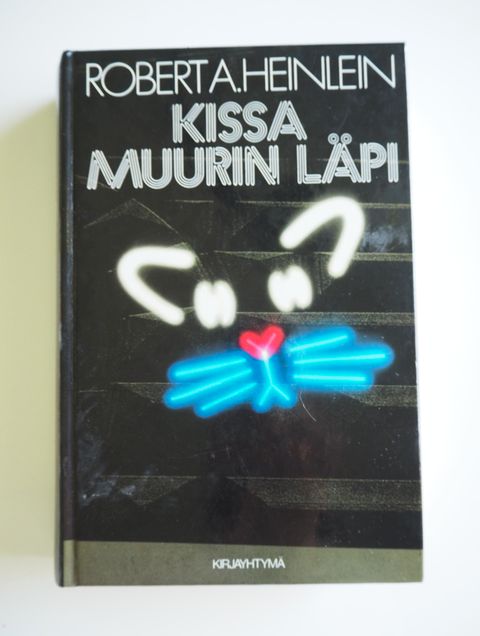 ROBERT A. HEINLEIN
KISSA
MUURIN LÄPI
KIRJAYHTYMÄ